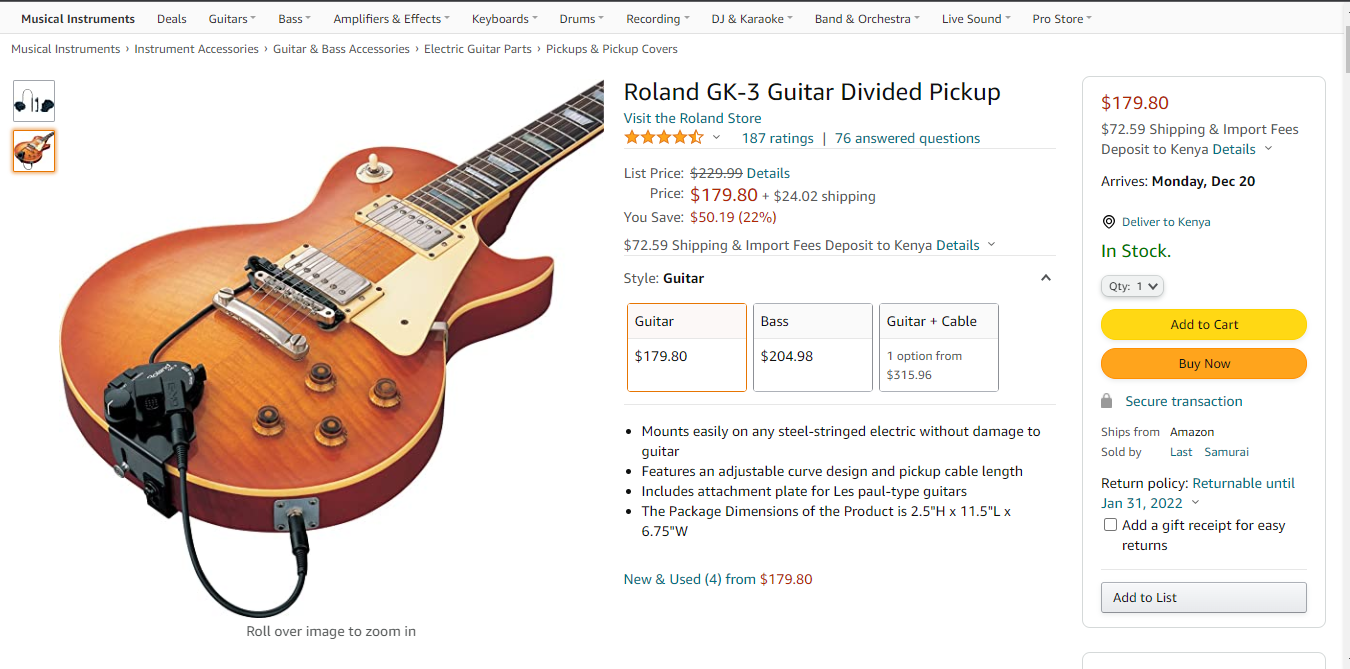 Musical Instruments Deals Guitars Bass Amplifiers & Effects Keyboards Drums Recording DJ & Karaoke Band & Orchestra Live Sound Pro Store
Musical Instruments › Instrument Accessories › Guitar & Bass Accessories › Electric Guitar Parts › Pickups & Pickup Covers
Roland GK-3 Guitar Divided Pickup
Visit the Roland Store
187 ratings | 76 answered questions
List Price: $229.99 Details
Price: $179.80 + $24.02 shipping
You Save: $50.19 (22%)
$72.59 Shipping & Import Fees Deposit to Kenya Details
Style: Guitar
Guitar
$179.80
Bass
$204.98
Guitar + Cable
1 option from
$315.96
• Mounts easily on any steel-stringed electric without damage to
guitar
• Features an adjustable curve design and pickup cable length
• Includes attachment plate for Les paul-type guitars
• The Package Dimensions of the Product is 2.5"H x 11.5"L x
6.75"W
New & Used (4) from $179.80
Roland
Roll over image to zoom in
$179.80
$72.59 Shipping & Import Fees
Deposit to Kenya Details
Arrives: Monday, Dec 20
Deliver to Kenya
In Stock.
Qty: 1
Add to Cart
Buy Now
Secure transaction
Ships from Amazon
Sold by Last Samurai
Return policy: Returnable until
Jan 31, 2022
Add a gift receipt for easy
returns
Add to List